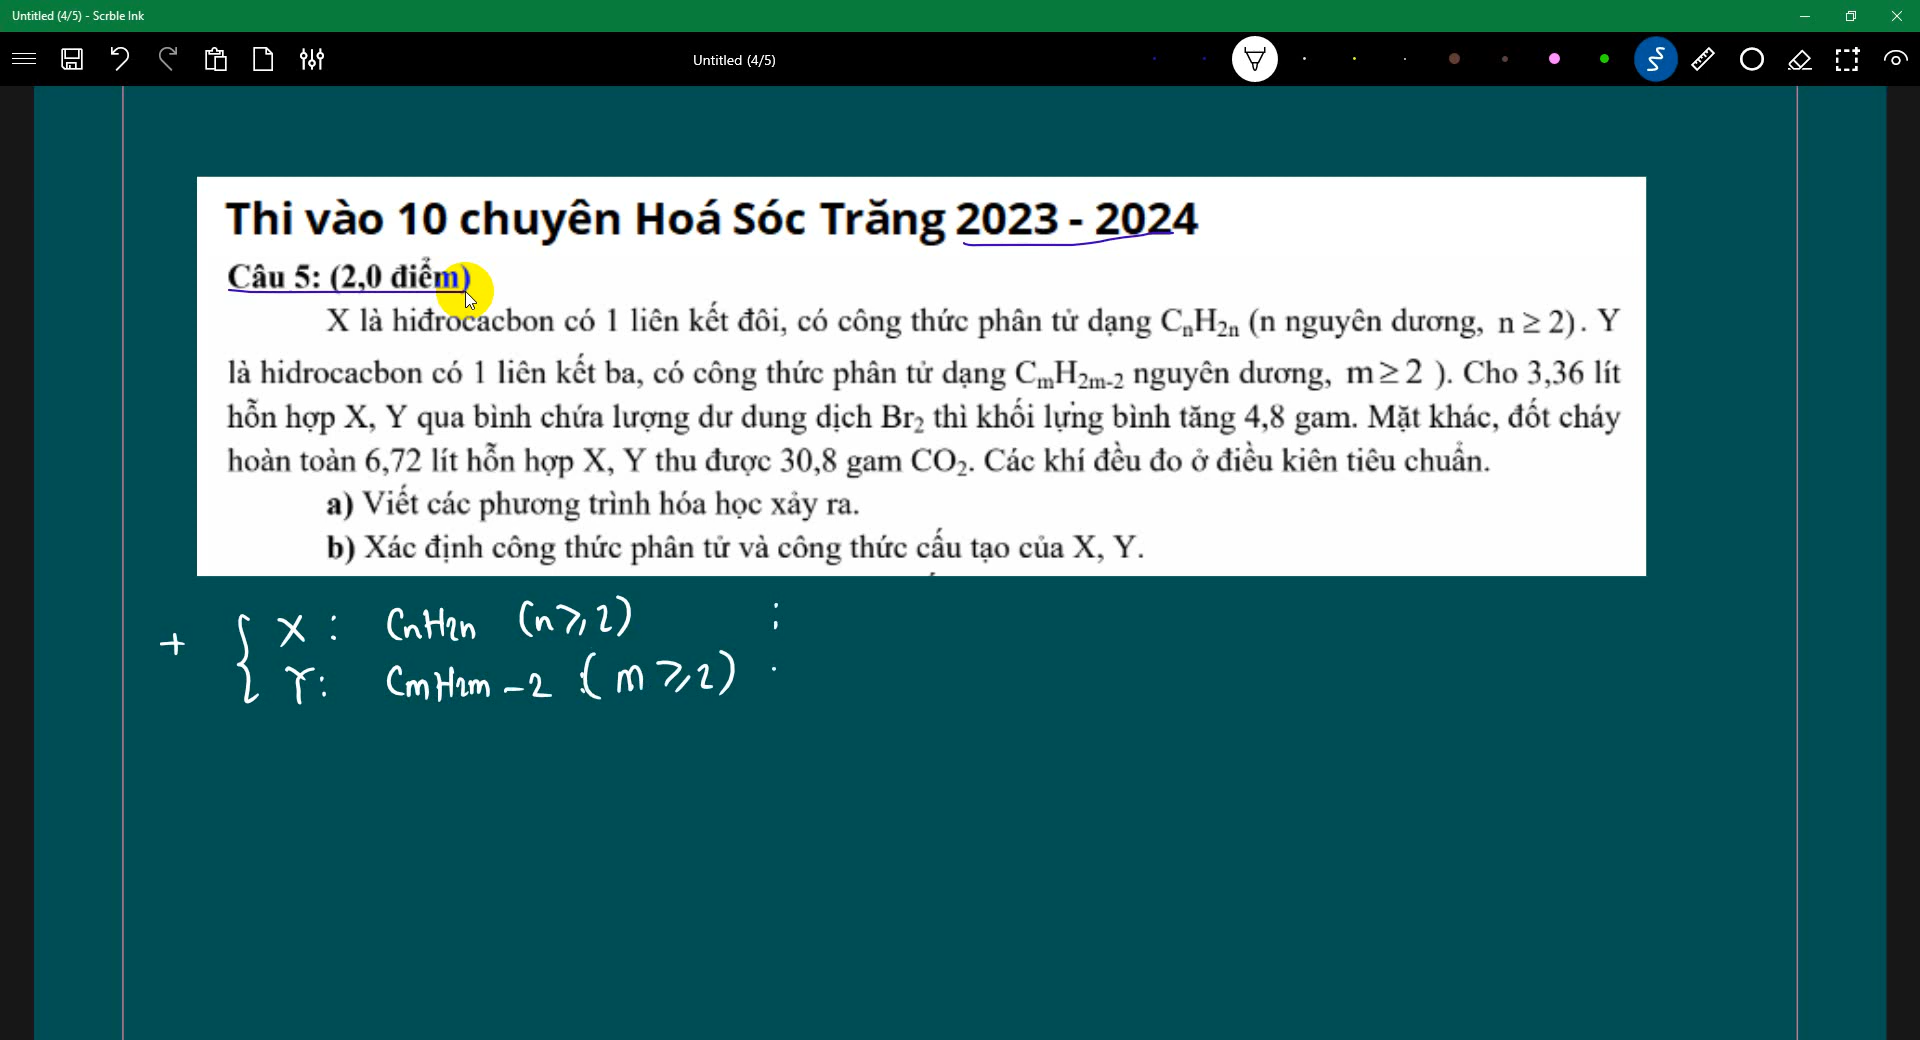 Untitled (4/5) - Scrble Ink
Untitled (4/5)
Thi vào 10 chuyên Hoá Sóc Trăng 2023 - 2024
Câu 5: (2,0 điểm)
X là hiđrocacbon có 1 liên kết đôi, có công thức phân tử dạng CnH2n (n nguyên dương, n ≥ 2). Y
là hidrocacbon có 1 liên kết ba, có công thức phân tử dạng CmH2m-2 nguyên dương, m ≥ 2 ). Cho 3,36 lít
hỗn hợp X, Y qua bình chứa lượng dư dung dịch Br2 thì khối lựng bình tăng 4,8 gam. Mặt khác, đốt cháy
hoàn toàn 6,72 lít hỗn hợp X, Y thu được 30,8 gam CO2. Các khí đều đo ở điều kiên tiêu chuẩn.
a) Viết các phương trình hóa học xảy ra.
b) Xác định công thức phân tử và công thức cấu tạo của X, Y.
+ { X : CnH2n (n ≥ 2) ;
Y : CmH2m - 2 : ( m ≥ 2) .